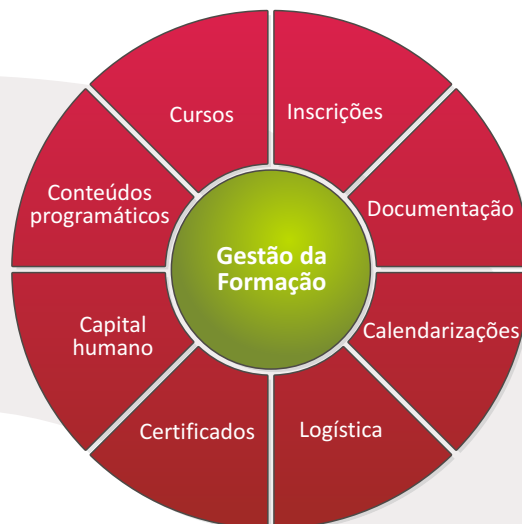 Cursos
Inscrições
Conteúdos
programáticos
Documentação
Gestão da
Formação
Capital
humano
Calendarizações
Certificados
Logística